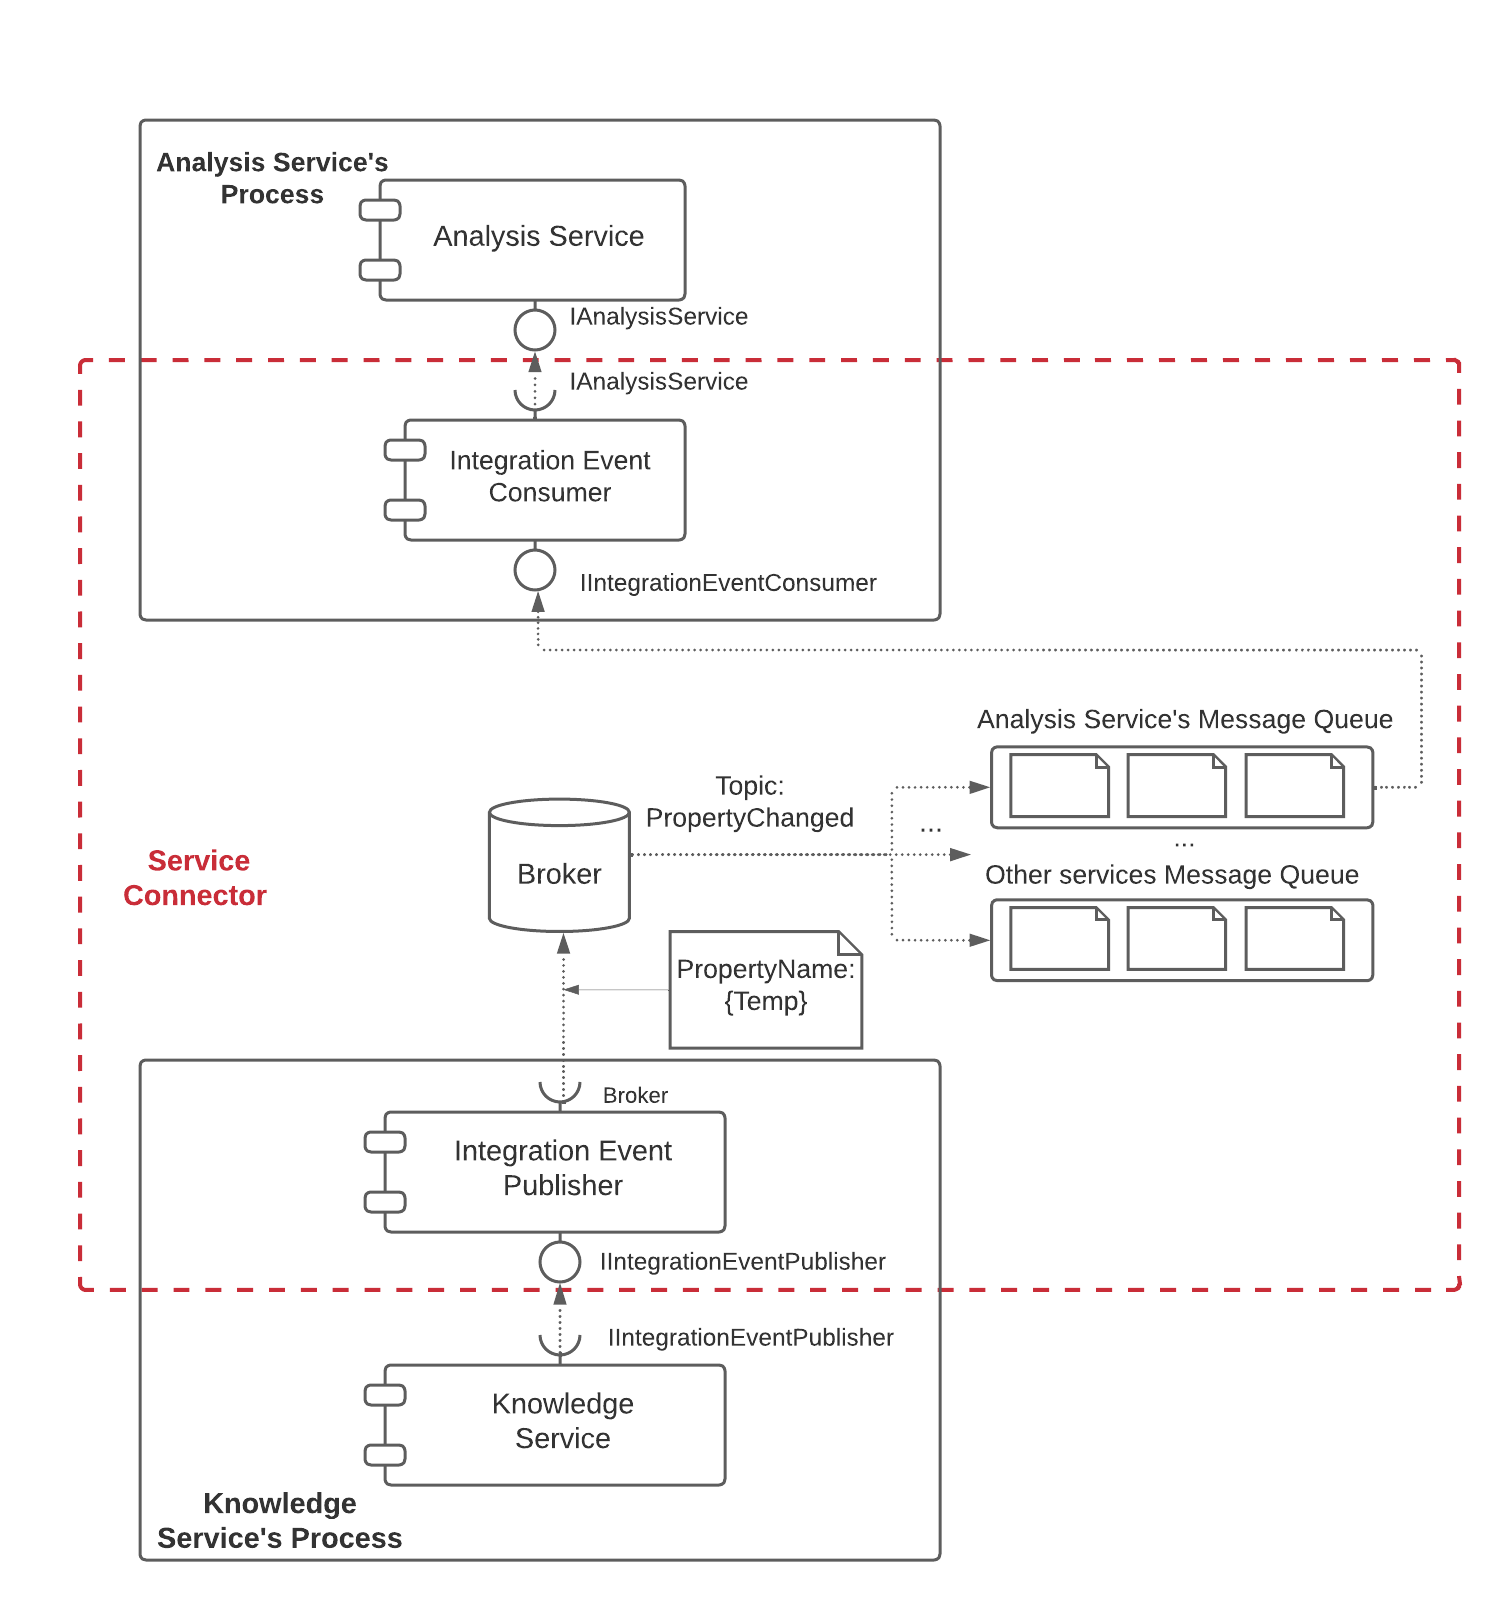 Analysis Service's
Process
Analysis Service
IAnalysisService
IAnalysisService
Integration Event
Consumer
IIntegrationEventConsumer
Analysis Service's Message Queue
Topic:
PropertyChanged
...
...
Broker
Service
Connector
Other services Message Queue
PropertyName:
{Temp}
Broker
Integration Event
Publisher
IIntegrationEventPublisher
IIntegrationEventPublisher
Knowledge
Service
Knowledge
Service's Process